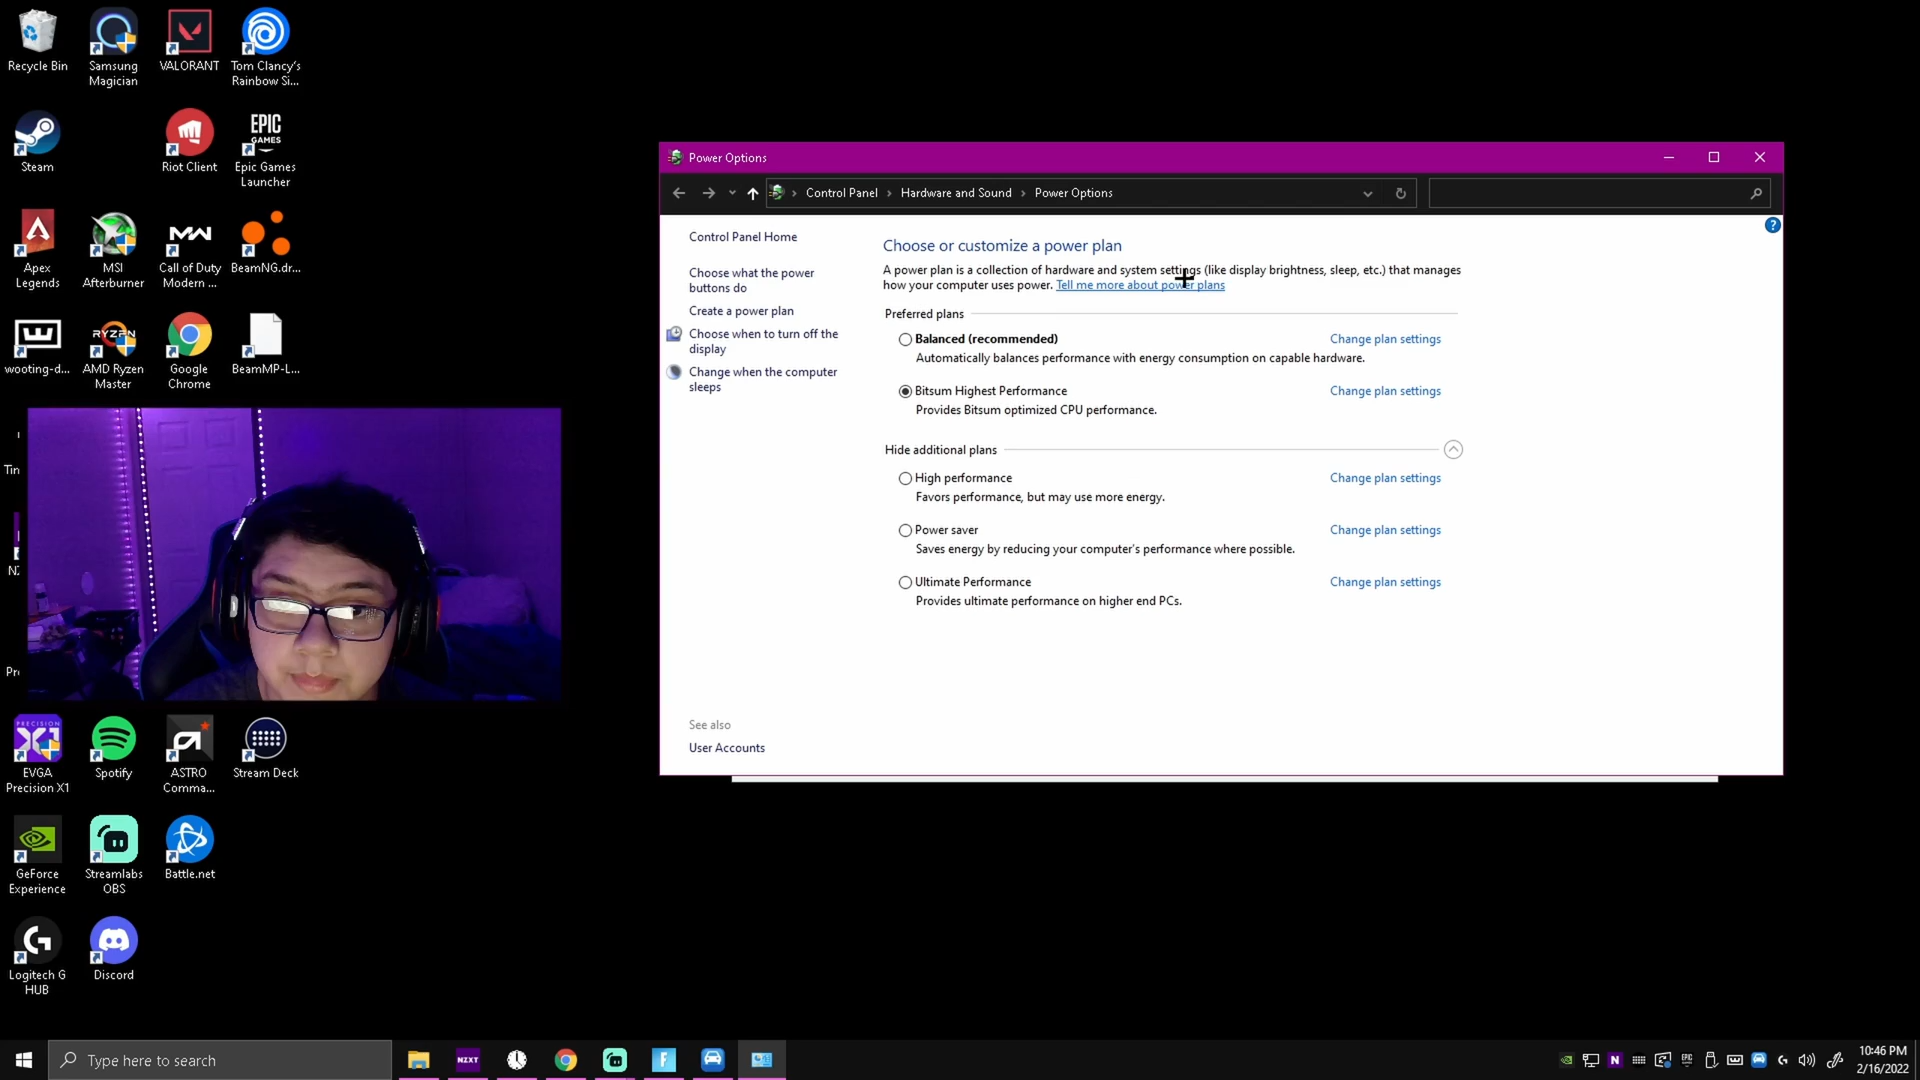 Recycle Bin
Samsung
Magician
VALORANT
Tom Clancy's
Rainbow Si...
Steam
Riot Client
EPIC
GAMES
Epic Games
Launcher
Apex
Legends
MSI
Afterburner
MW
Call of Duty
Modern ...
BeamNG.dr...
wooting-d...
RYZEN
AMD Ryzen
Master
Google
Chrome
BeamMP-L...
Tin
NZ
Pr
PRECISION
X1
EVGA
Precision X1
Spotify
ASTRO
Comma...
Stream Deck
GeForce
Experience
Streamlabs
OBS
Battle.net
Logitech G
HUB
Discord
Power Options
Control Panel
Hardware and Sound
Power Options
Control Panel Home
Choose what the power
buttons do
Create a power plan
Choose when to turn off the
display
Change when the computer
sleeps
See also
User Accounts
Choose or customize a power plan
A power plan is a collection of hardware and system settings (like display brightness, sleep, etc.) that manages
how your computer uses power. Tell me more about power plans
Preferred plans
Balanced (recommended) Change plan settings
Automatically balances performance with energy consumption on capable hardware.
Bitsum Highest Performance Change plan settings
Provides Bitsum optimized CPU performance.
Hide additional plans
High performance Change plan settings
Favors performance, but may use more energy.
Power saver Change plan settings
Saves energy by reducing your computer's performance where possible.
Ultimate Performance Change plan settings
Provides ultimate performance on higher end PCs.
Type here to search
NZXT
10:46 PM
2/16/2022